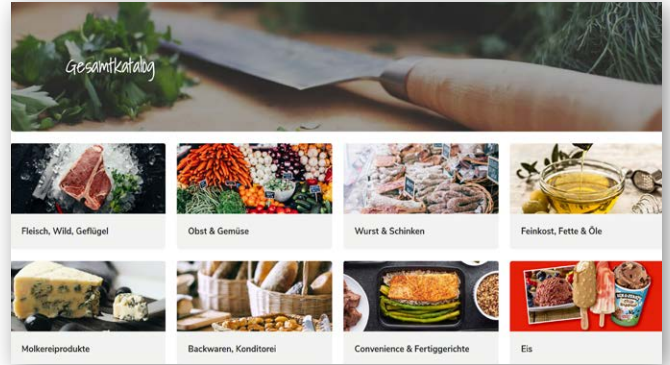 Gesamtkatalog
Fleisch, Wild, Geflügel
Obst & Gemüse
Wurst & Schinken
Feinkost, Fette & Öle
Molkereiprodukte
Backwaren, Konditorei
Convenience & Fertiggerichte
Eis